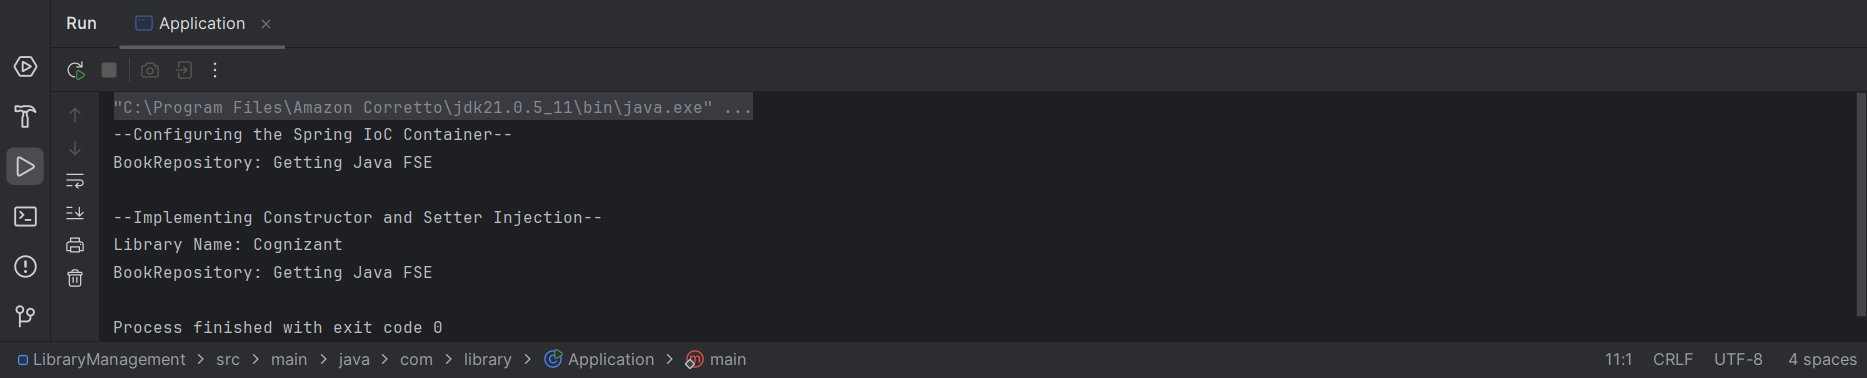 Run Application
"C:\Program Files\Amazon Corretto\jdk21.0.5_11\bin\java.exe" ...
--Configuring the Spring IoC Container--
BookRepository: Getting Java FSE
--Implementing Constructor and Setter Injection--
Library Name: Cognizant
BookRepository: Getting Java FSE
Process finished with exit code 0
LibraryManagement > src > main > java > com > library > Application > main 11:1 CRLF UTF-8 4 spaces